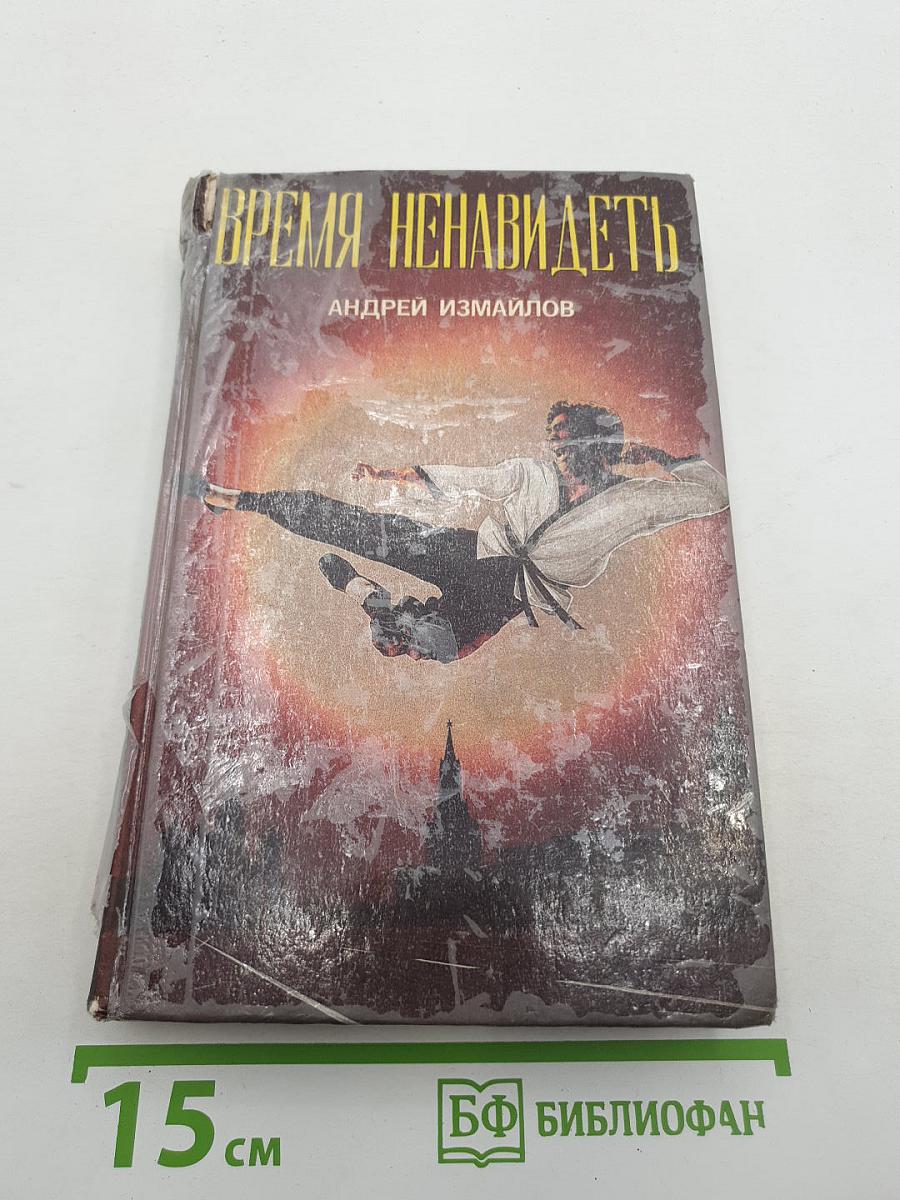 ВРЕМЯ НЕНАВИДЕТЬ
АНДРЕЙ ИЗМАЙЛОВ
15 см
БФ БИБЛИОФАН